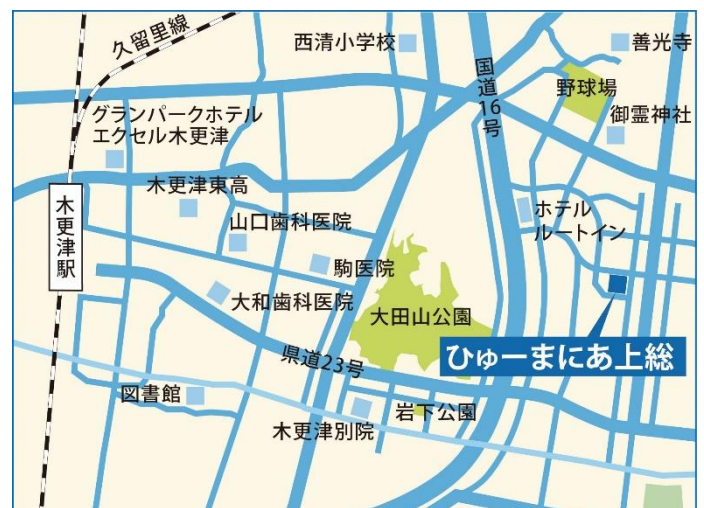 久留里線
西清小学校
国道16号
善光寺
野球場
グランパークホテル
エクセル木更津
御霊神社
木更津東高
木更津駅
山口歯科医院
ホテル
ルートイン
駒医院
大和歯科医院
大田山公園
ひゅーまにあ上総
県道23号
図書館
岩下公園
木更津別院